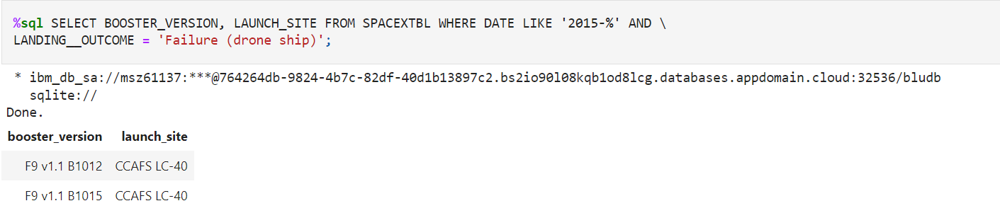 %sql SELECT BOOSTER_VERSION, LAUNCH_SITE FROM SPACEXTBL WHERE DATE LIKE '2015-%' AND \
LANDING__OUTCOME = 'Failure (drone ship)';
* ibm_db_sa://msz61137:***@764264db-9824-4b7c-82df-40d1b13897c2.bs2io90l08kqb1od8lcg.databases.appdomain.cloud:32536/bludb
sqlite://
Done.
booster_version launch_site
F9 v1.1 B1012 CCAFS LC-40
F9 v1.1 B1015 CCAFS LC-40